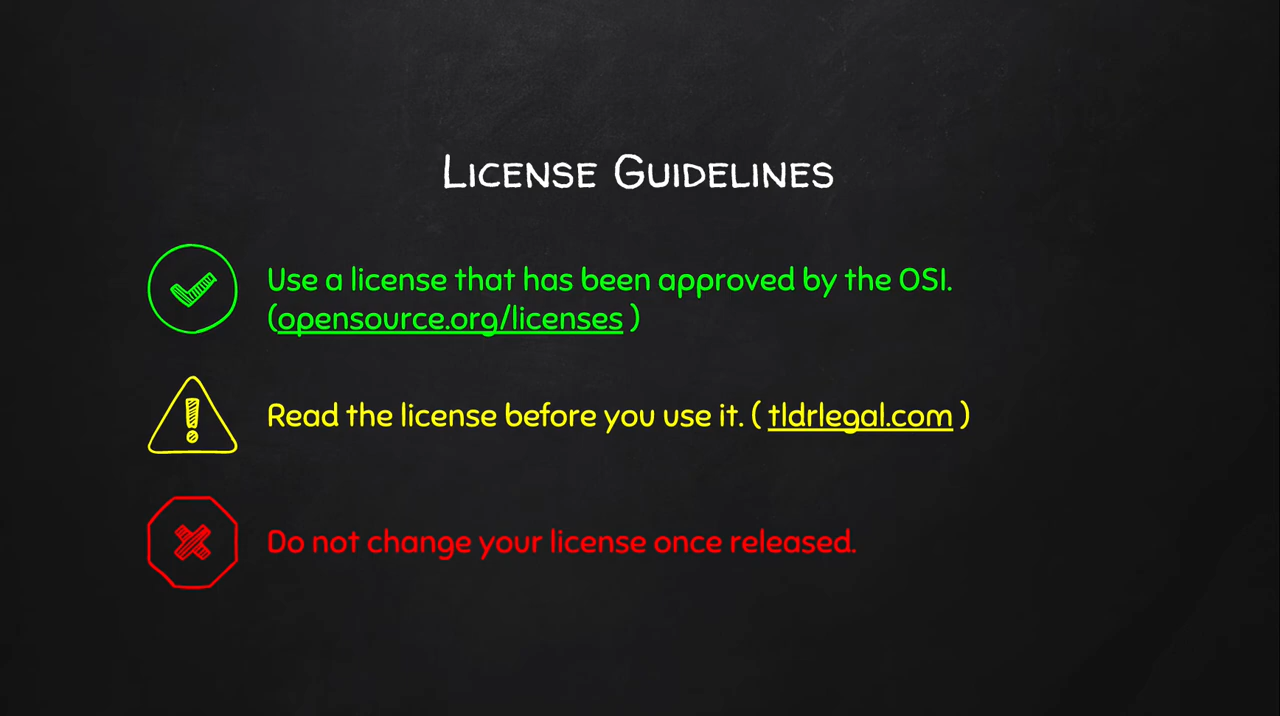 License Guidelines
Use a license that has been approved by the OSI.
(opensource.org/licenses )
Read the license before you use it. ( tldrlegal.com )
Do not change your license once released.